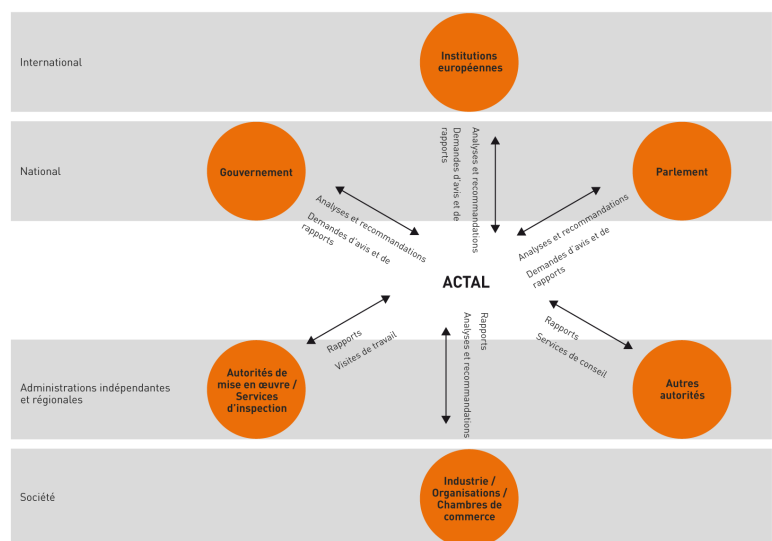 International
Institutions
européennes
National
Gouvernement
Parlement
Analyses et recommandations
Demandes d'avis et de
rapports
Analyses et recommandations
Demandes d'avis et de
rapports
Analyses et recommandations
Demandes d'avis et de
rapports
ACTAL
Rapports
Visites de travail
Rapports
Analyses et recommandations
Rapports
Services de conseil
Administrations indépendantes
et régionales
Autorités de
mise en œuvre /
Services
d'inspection
Autres
autorités
Société
Industrie /
Organisations /
Chambres de
commerce